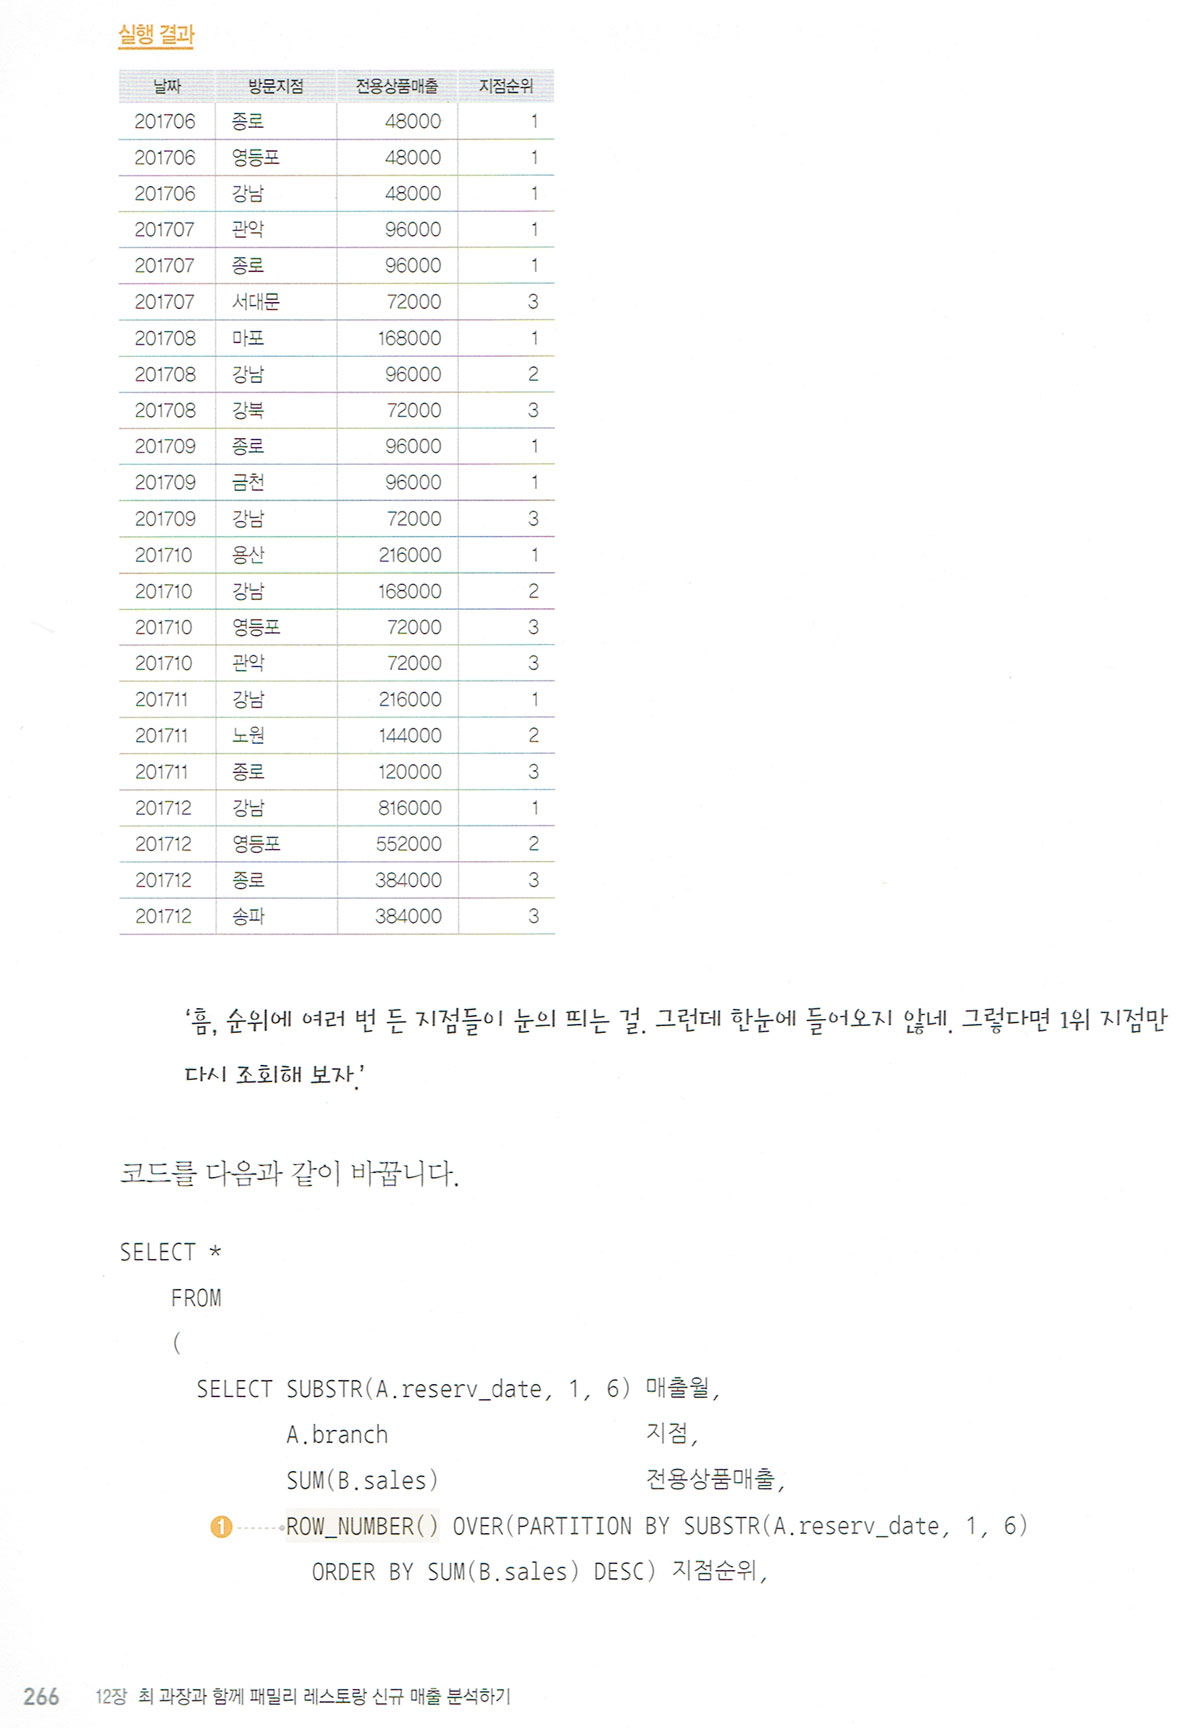 실행 결과
날짜 방문지점 전용상품매출 지점순위
201706 종로 48000 1
201706 영등포 48000 1
201706 강남 48000 1
201707 관악 96000 1
201707 종로 96000 1
201707 서대문 72000 3
201708 마포 168000 1
201708 강남 96000 2
201708 강북 72000 3
201709 종로 96000 1
201709 금천 96000 1
201709 강남 72000 3
201710 용산 216000 1
201710 강남 168000 2
201710 영등포 72000 3
201710 관악 72000 3
201711 강남 216000 1
201711 노원 144000 2
201711 종로 120000 3
201712 강남 816000 1
201712 영등포 552000 2
201712 종로 384000 3
201712 송파 384000 3
‘흠, 순위에 여러 번 든 지점들이 눈의 띄는 걸. 그런데 한눈에 들어오지 않네. 그렇다면 1위 지점만
다시 조회해 보자.’
코드를 다음과 같이 바꿉니다.
SELECT *
FROM
(
SELECT SUBSTR(A.reserv_date, 1, 6) 매출월,
A.branch 지점,
SUM(B.sales) 전용상품매출,
1 ROW_NUMBER() OVER(PARTITION BY SUBSTR(A.reserv_date, 1, 6)
ORDER BY SUM(B.sales) DESC) 지점순위,
266 12장 최 과장과 함께 패밀리 레스토랑 신규 매출 분석하기